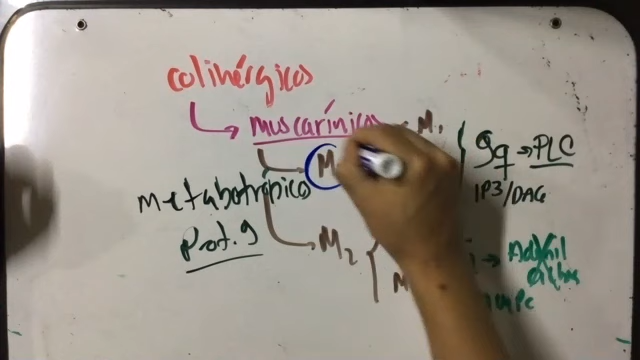 colinérgicos
muscarínicos M1
M
gq → PLC
IP3/DAG
metabotrópico
Prot. g
M2
M